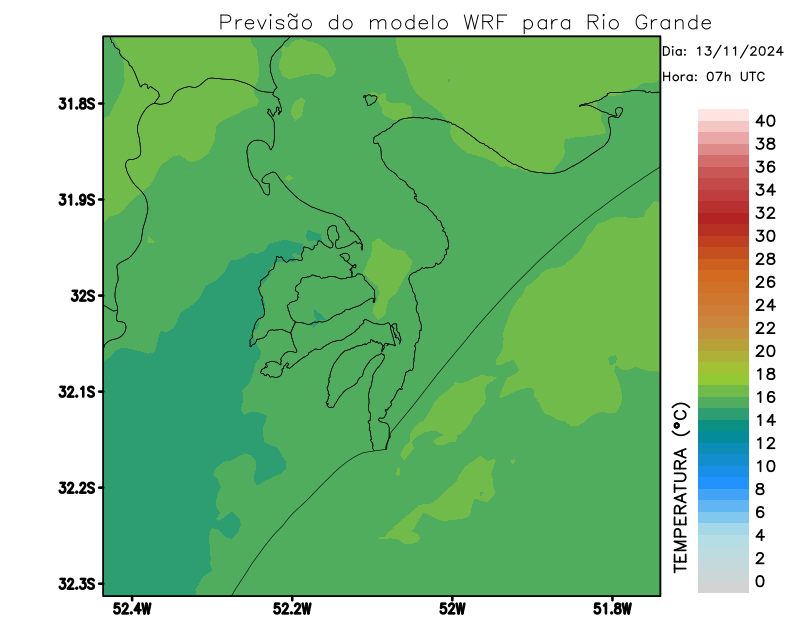 Previsão do modelo WRF para Rio Grande
Dia: 13/11/2024
Hora: 07h UTC
31.8S
31.9S
32S
32.1S
32.2S
32.3S
52.4W
52.2W
52W
51.8W
40
38
36
34
32
30
28
26
24
22
20
18
16
14
12
10
8
6
4
2
0
TEMPERATURA (°C)